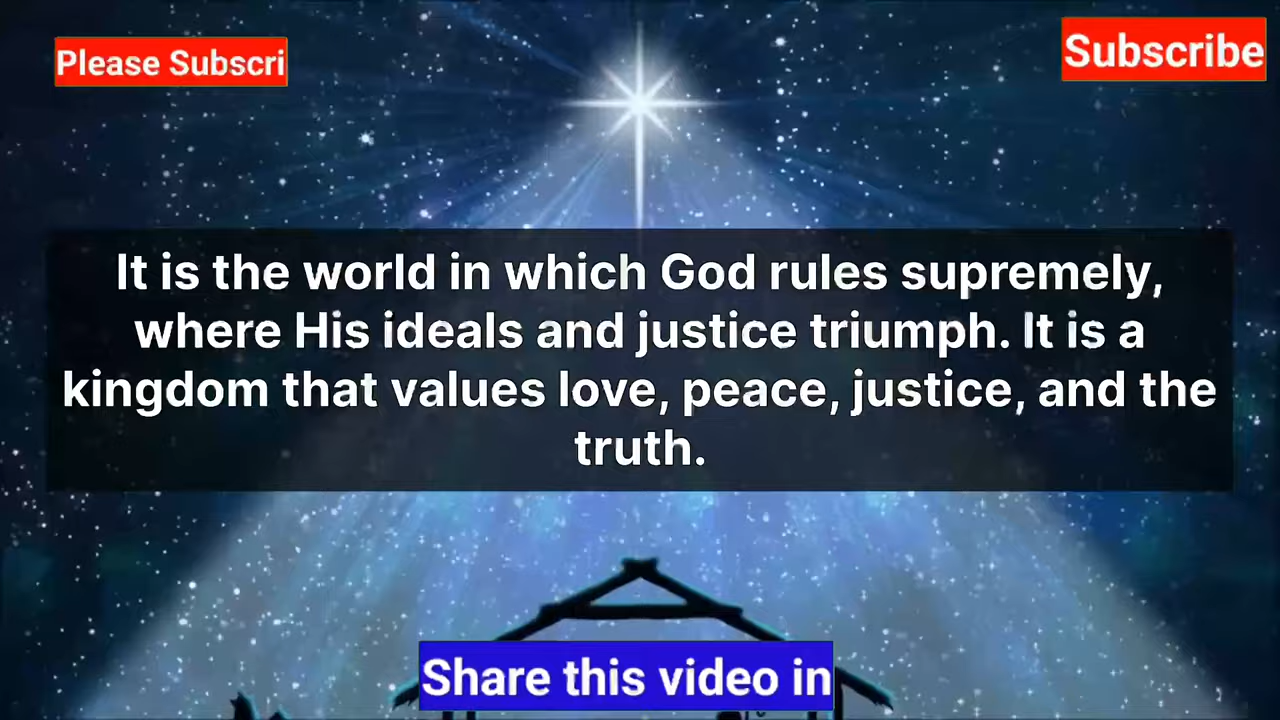 Please Subscri
Subscribe
It is the world in which God rules supremely,
where His ideals and justice triumph. It is a
kingdom that values love, peace, justice, and the
truth.
Share this video in